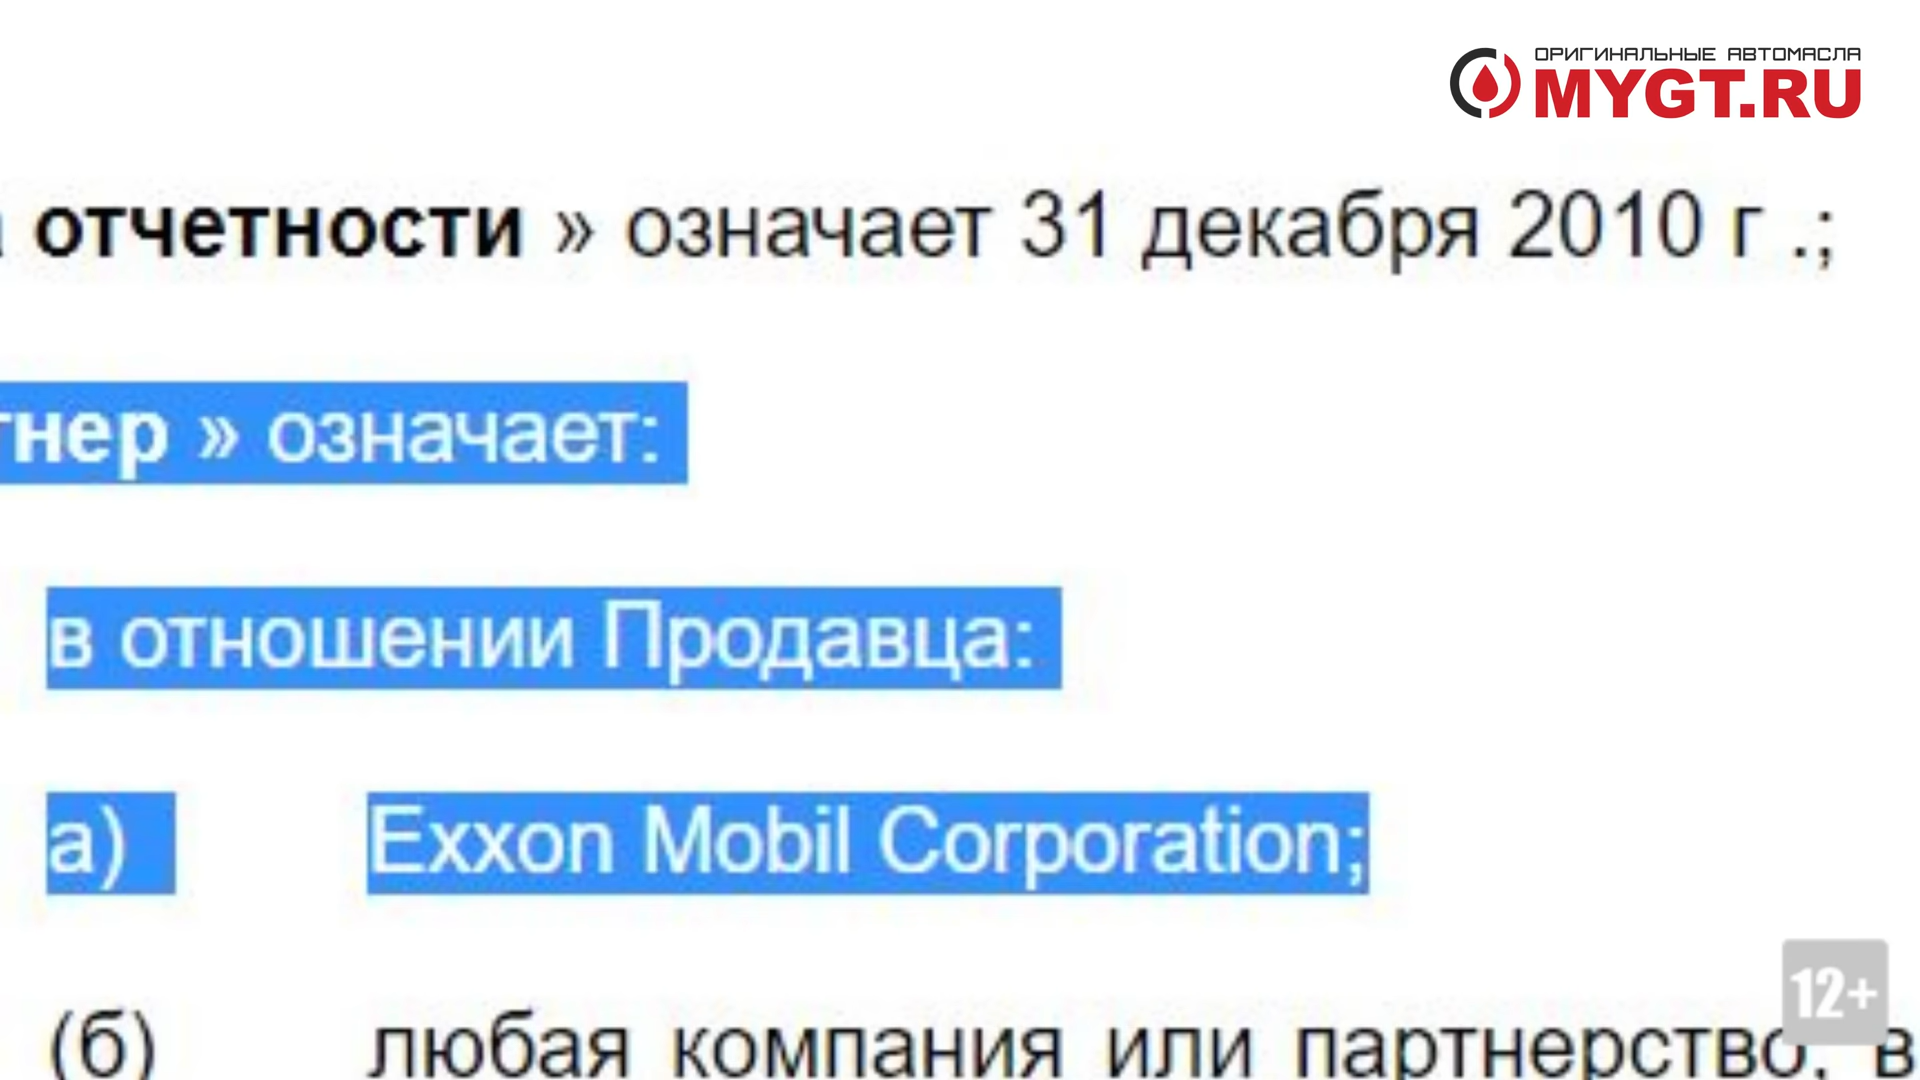 ОРИГИНАЛЬНЫЕ АВТОМАСЛА
MYGT.RU
отчетности » означает 31 декабря 2010 г .;
тнер » означает:
в отношении Продавца:
а) Exxon Mobil Corporation;
12+
(б) любая компания или партнерство, в